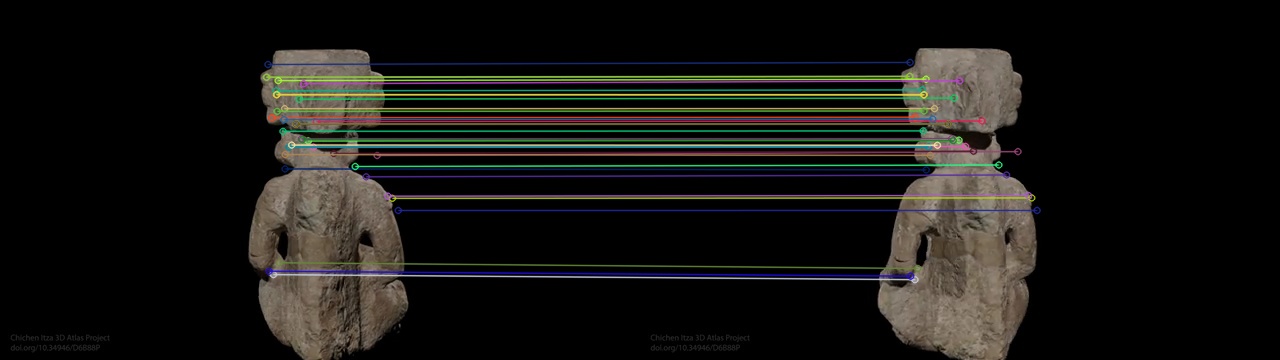 Chichen Itza 3D Atlas Project
doi.org/10.34946/D6B88P
Chichen Itza 3D Atlas Project
doi.org/10.34946/D6B88P